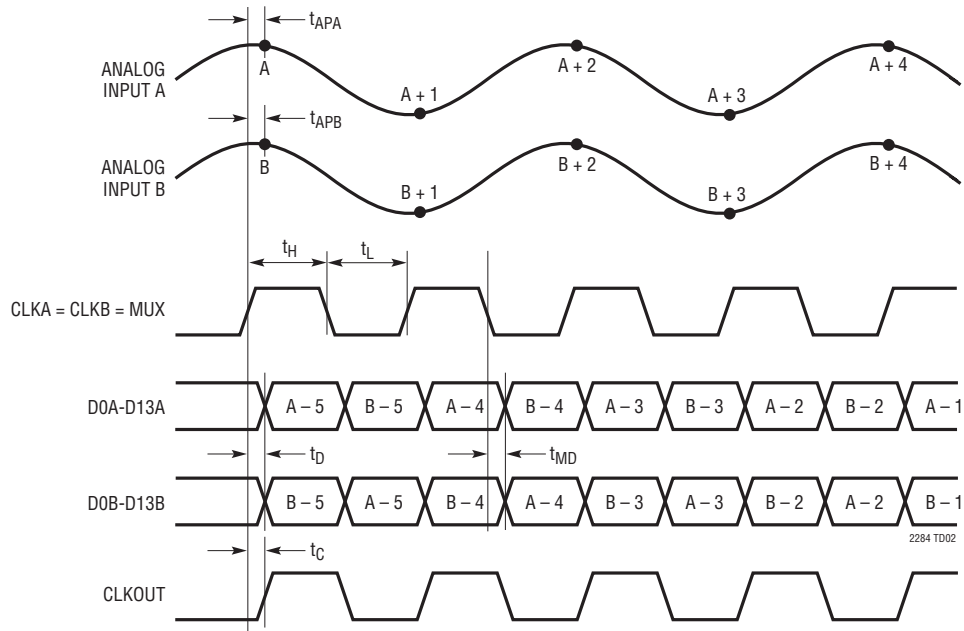 tAPA
ANALOG
INPUT A
A
A + 1
A + 2
A + 3
A + 4
tAPB
ANALOG
INPUT B
B
B + 1
B + 2
B + 3
B + 4
tH
tL
CLKA = CLKB = MUX
D0A-D13A
A – 5
B – 5
A – 4
B – 4
A – 3
B – 3
A – 2
B – 2
A – 1
tD
tMD
D0B-D13B
B – 5
A – 5
B – 4
A – 4
B – 3
A – 3
B – 2
A – 2
B – 1
2284 TD02
tC
CLKOUT